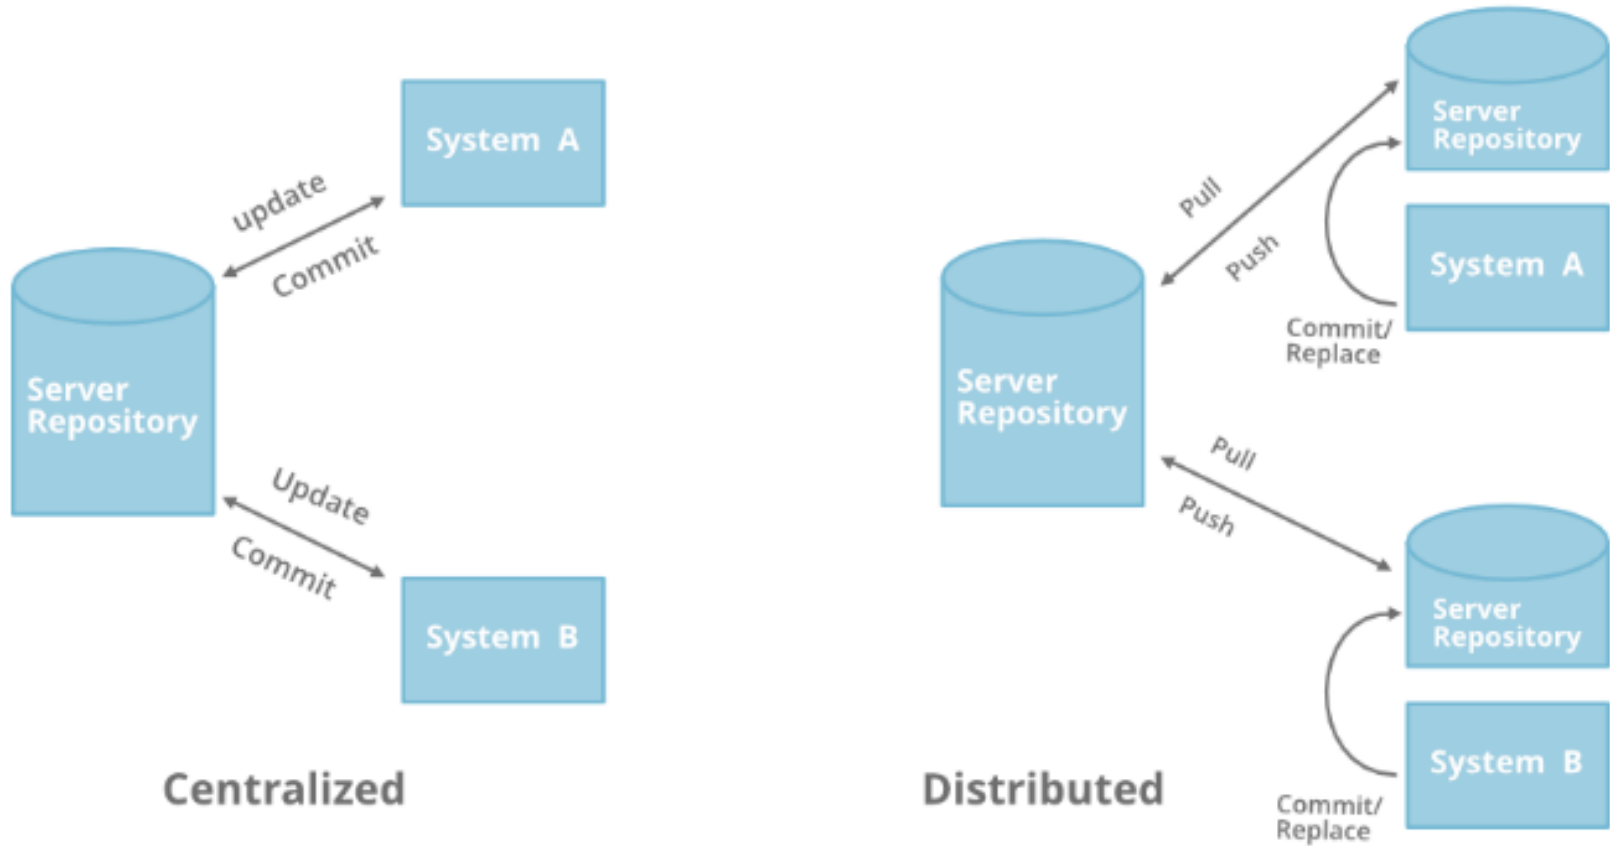 System A
update
Commit
Server
Repository
Update
Commit
System B
Centralized
Server
Repository
Pull
Push
System A
Commit/
Replace
Server
Repository
Pull
Push
Server
Repository
System B
Commit/
Replace
Distributed